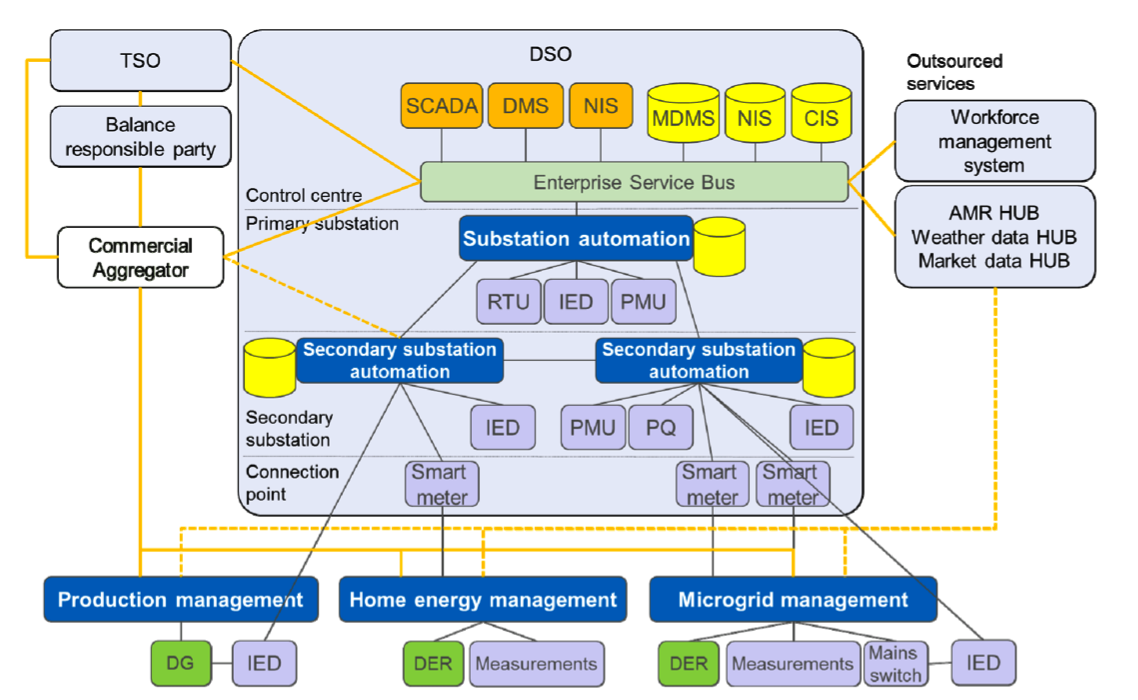 DSO
TSO
Balance
responsible party
Commercial
Aggregator
Outsourced
services
Workforce
management
system
AMR HUB
Weather data HUB
Market data HUB
SCADA
DMS
NIS
MDMS
NIS
CIS
Enterprise Service Bus
Control centre
Primary substation
Substation automation
RTU
IED
PMU
Secondary substation
automation
Secondary substation
automation
Secondary
substation
IED
PMU
PQ
IED
Connection
point
Smart
meter
Smart
meter
Smart
meter
Production management
Home energy management
Microgrid management
DG
IED
DER
Measurements
DER
Measurements
Mains
switch
IED